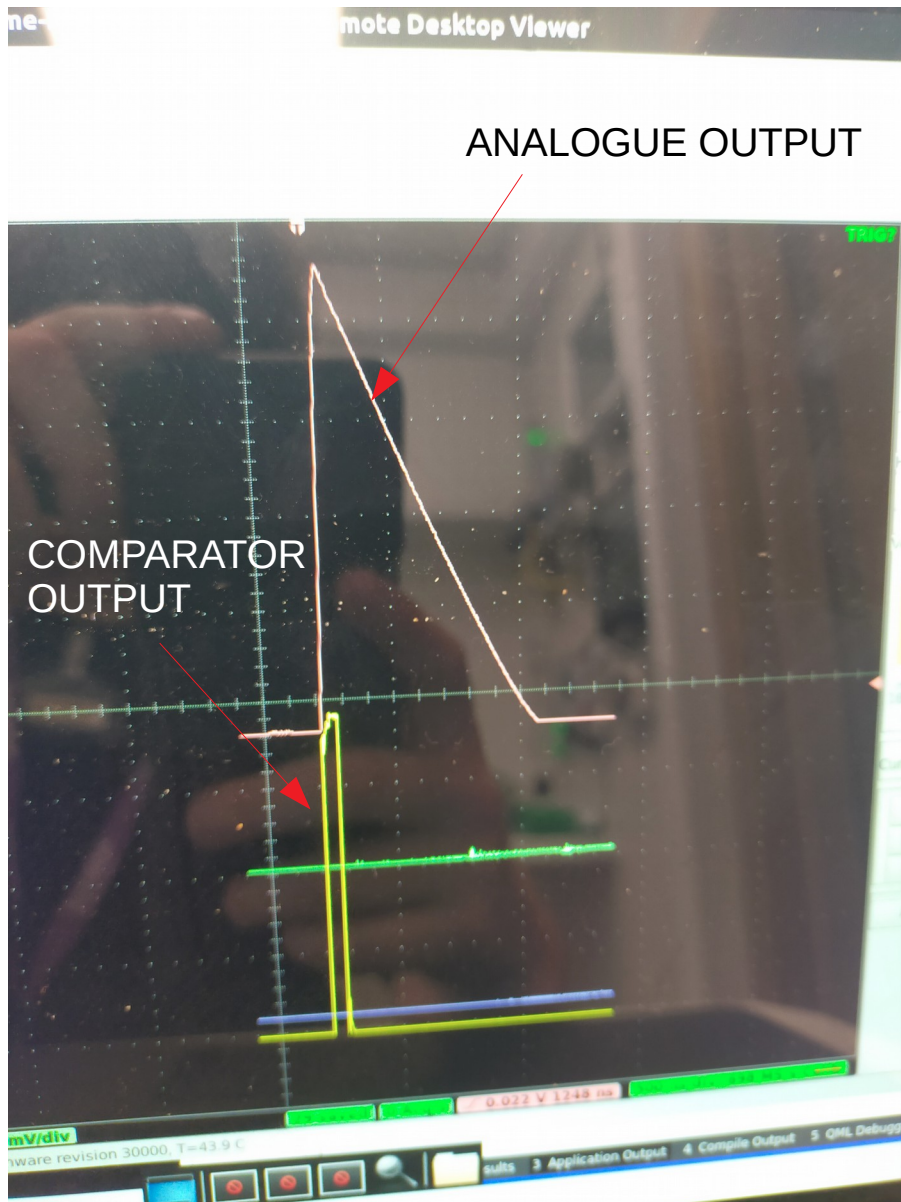 mote Desktop Viewer
ANALOGUE OUTPUT
TRIG?
COMPARATOR
OUTPUT
0.022 V 1248 ns
mV/div
ware revision 30000, T=43.9 C
sults 3 Application Output 4 Compile Output 5 QML Debugg